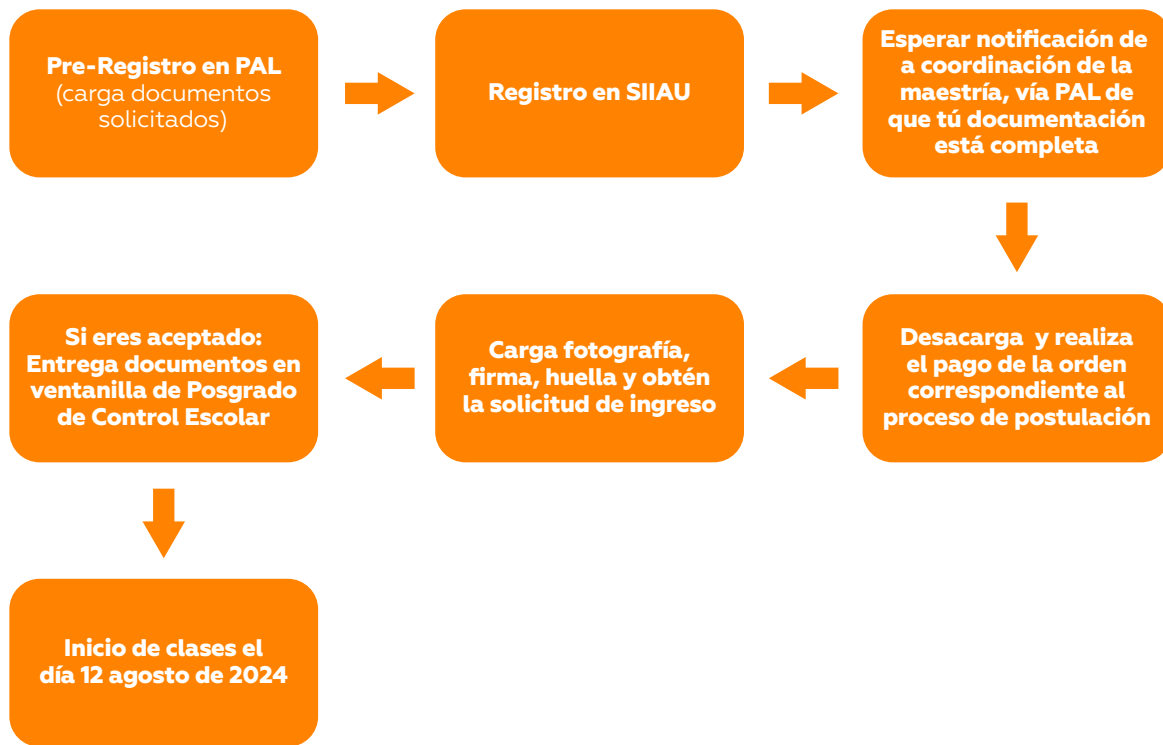 Pre-Registro en PAL
(carga documentos
solicitados)
Registro en SIIAU
Esperar notificación de
a coordinación de la
maestría, vía PAL de
que tú documentación
está completa
Desacarga y realiza
el pago de la orden
correspondiente al
proceso de postulación
Carga fotografía,
firma, huella y obtén
la solicitud de ingreso
Si eres aceptado:
Entrega documentos en
ventanilla de Posgrado
de Control Escolar
Inicio de clases el
día 12 agosto de 2024